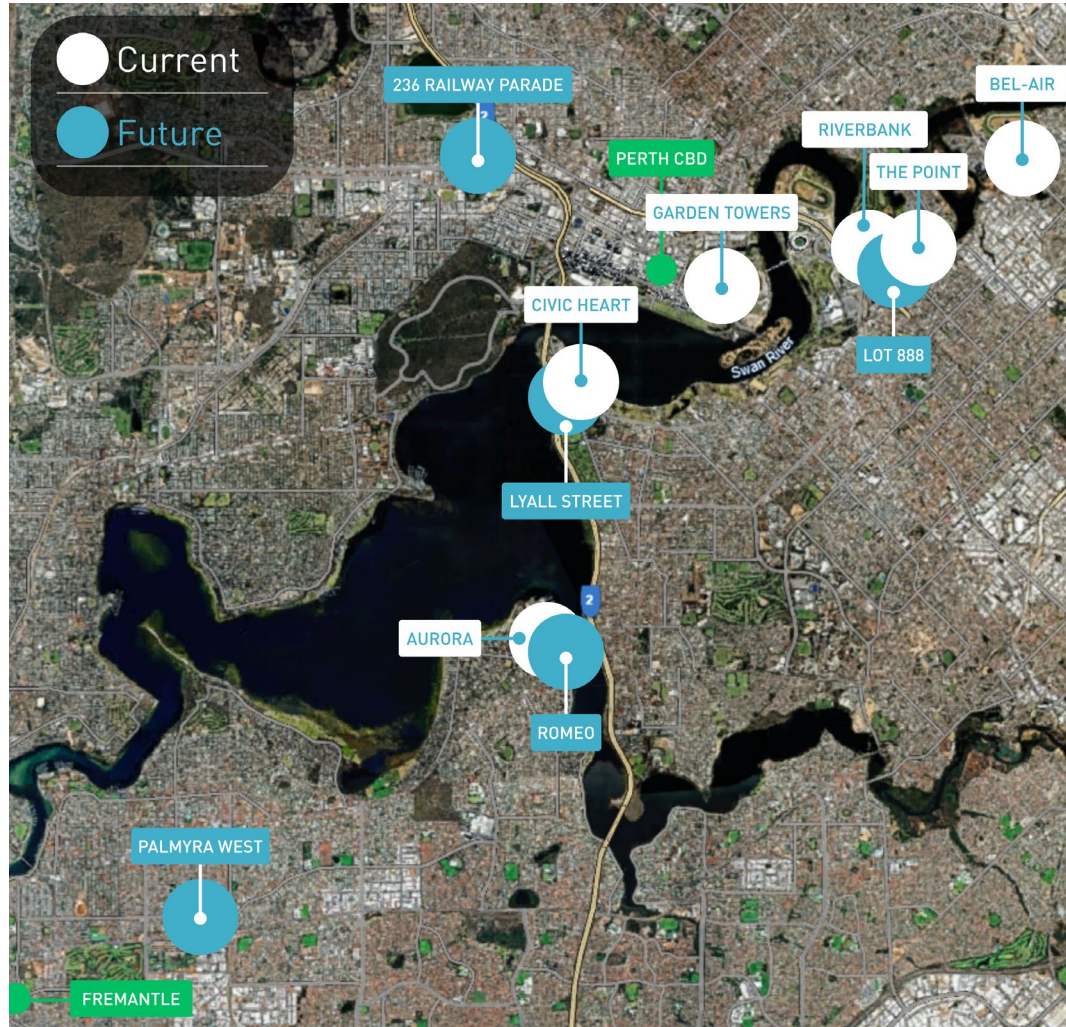 Current
Future
236 RAILWAY PARADE
2
BEL-AIR
RIVERBANK
PERTH CBD
THE POINT
GARDEN TOWERS
CIVIC HEART
Swan River
LOT 888
LYALL STREET
2
AURORA
ROMEO
PALMYRA WEST
FREMANTLE